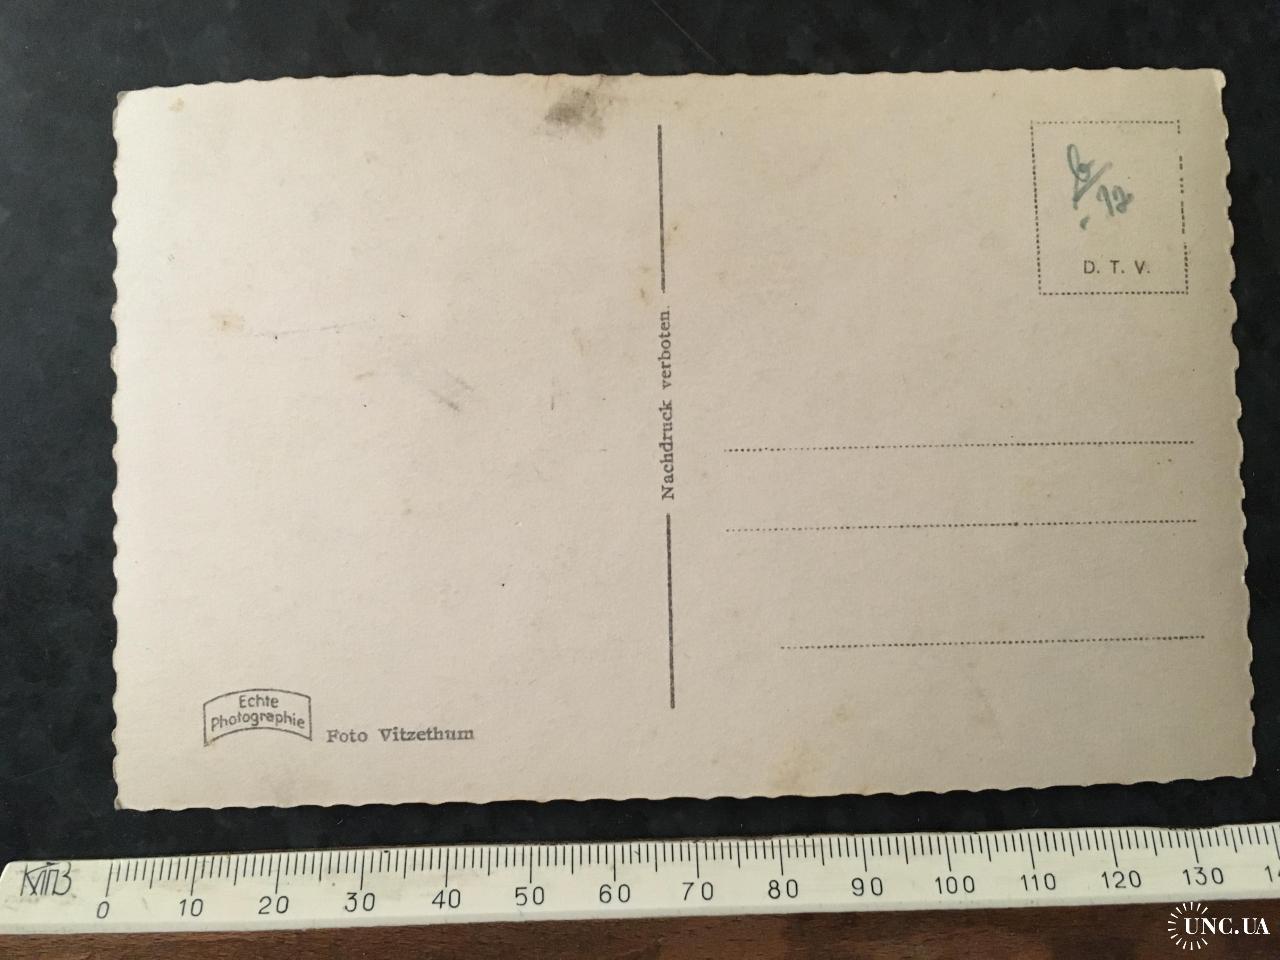 D. T. V.
Nachdruck verboten.
Echte
Photographie
Foto Vitzethum
0 10 20 30 40 50 60 70 80 90 100 110 120 130
UNC.UA